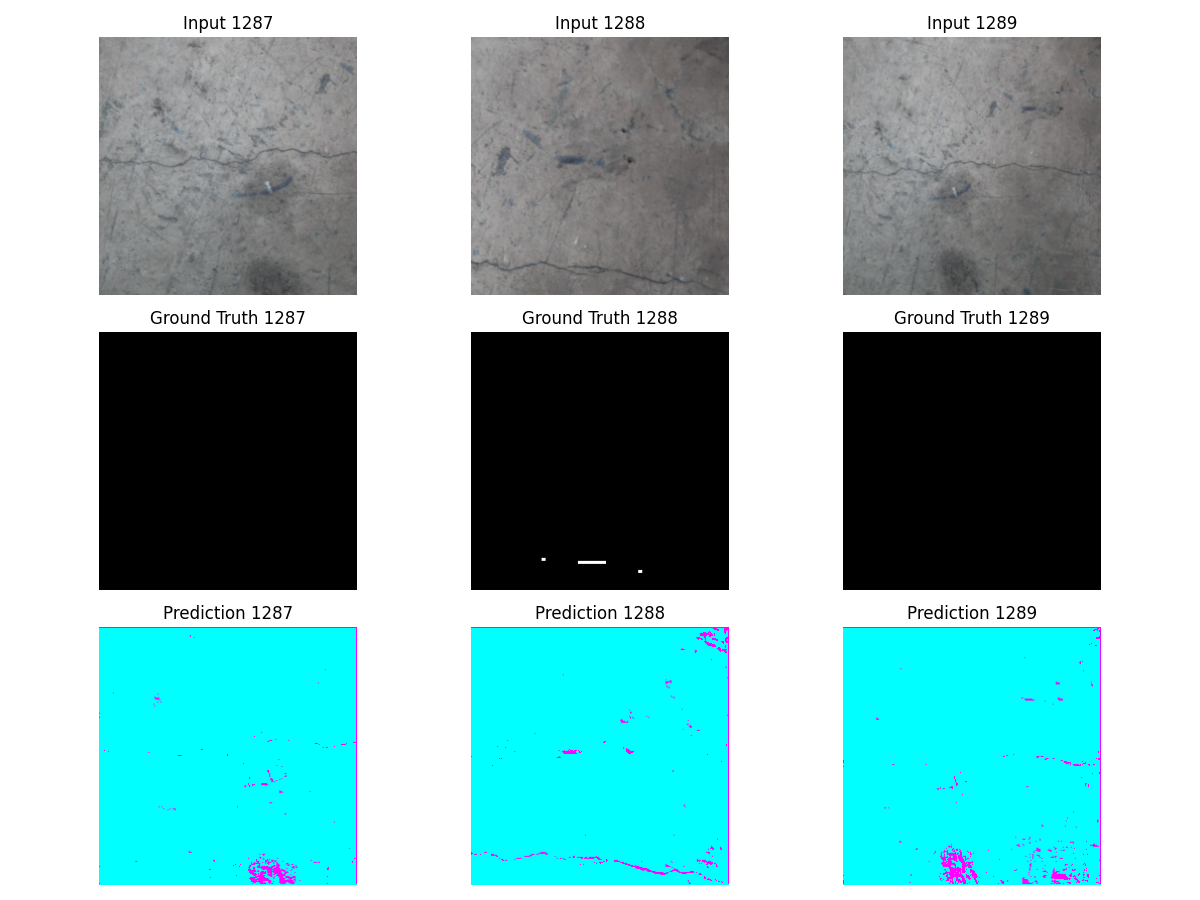 Input 1287
Input 1288
Input 1289
Ground Truth 1287
Ground Truth 1288
Ground Truth 1289
Prediction 1287
Prediction 1288
Prediction 1289